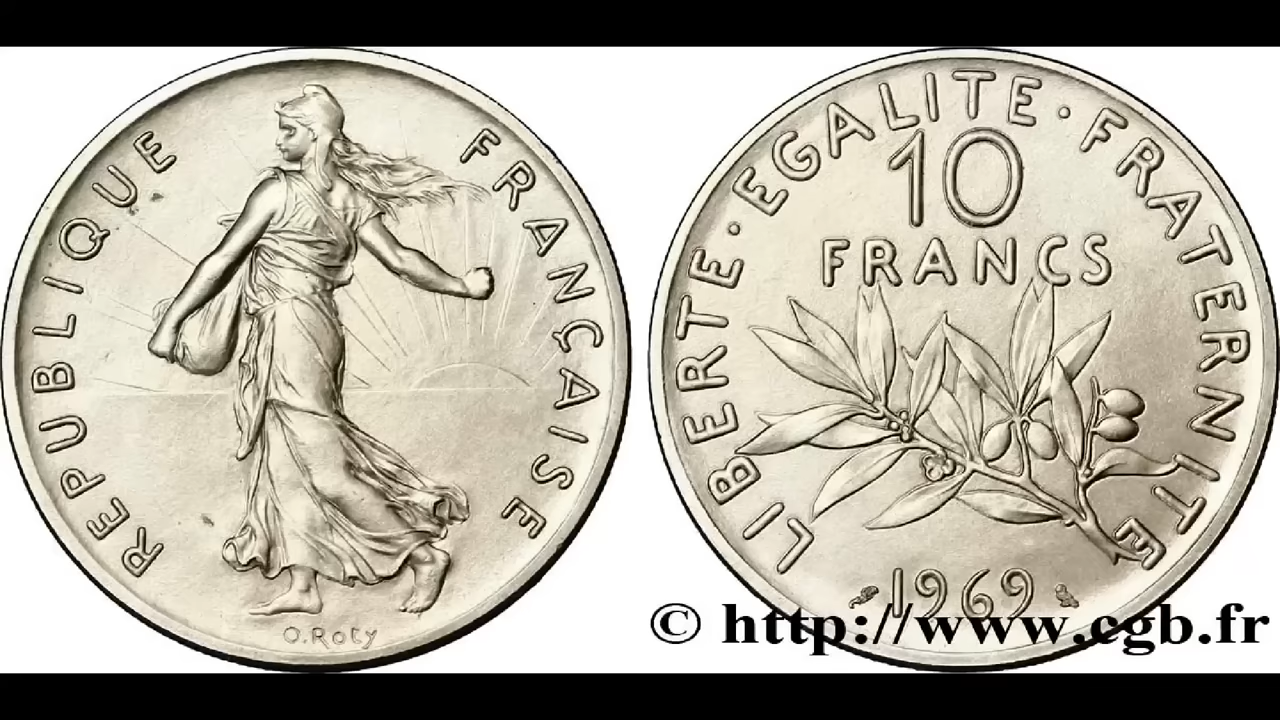 REPUBLIQUE FRANÇAISE
O. Roty
LIBERTE · EGALITE · FRATERNITE
10
FRANCS
1969
© http://www.cgb.fr